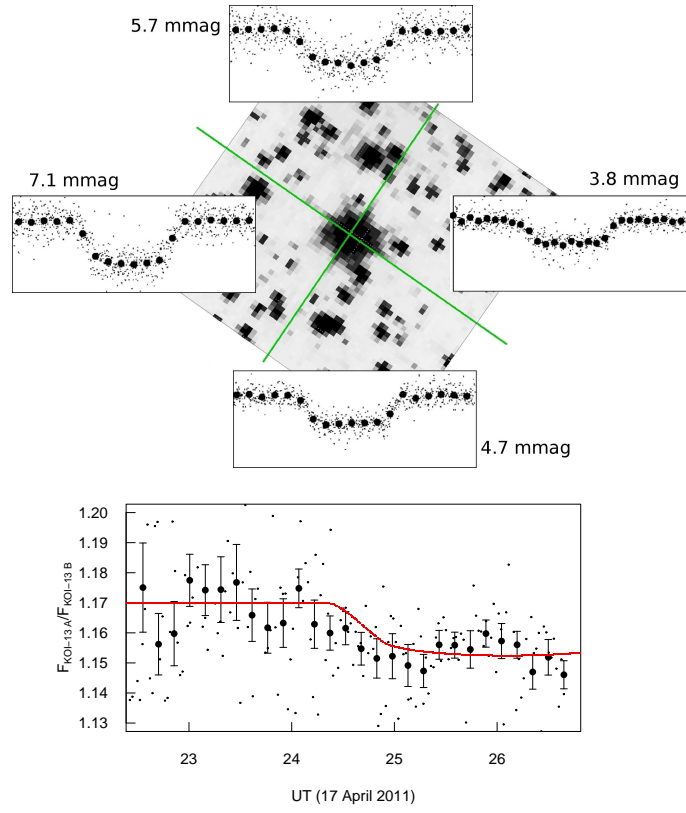 5.7 mmag
7.1 mmag
3.8 mmag
4.7 mmag
F_KOI−13 A/F_KOI−13 B
1.20
1.19
1.18
1.17
1.16
1.15
1.14
1.13
23 24 25 26
UT (17 April 2011)